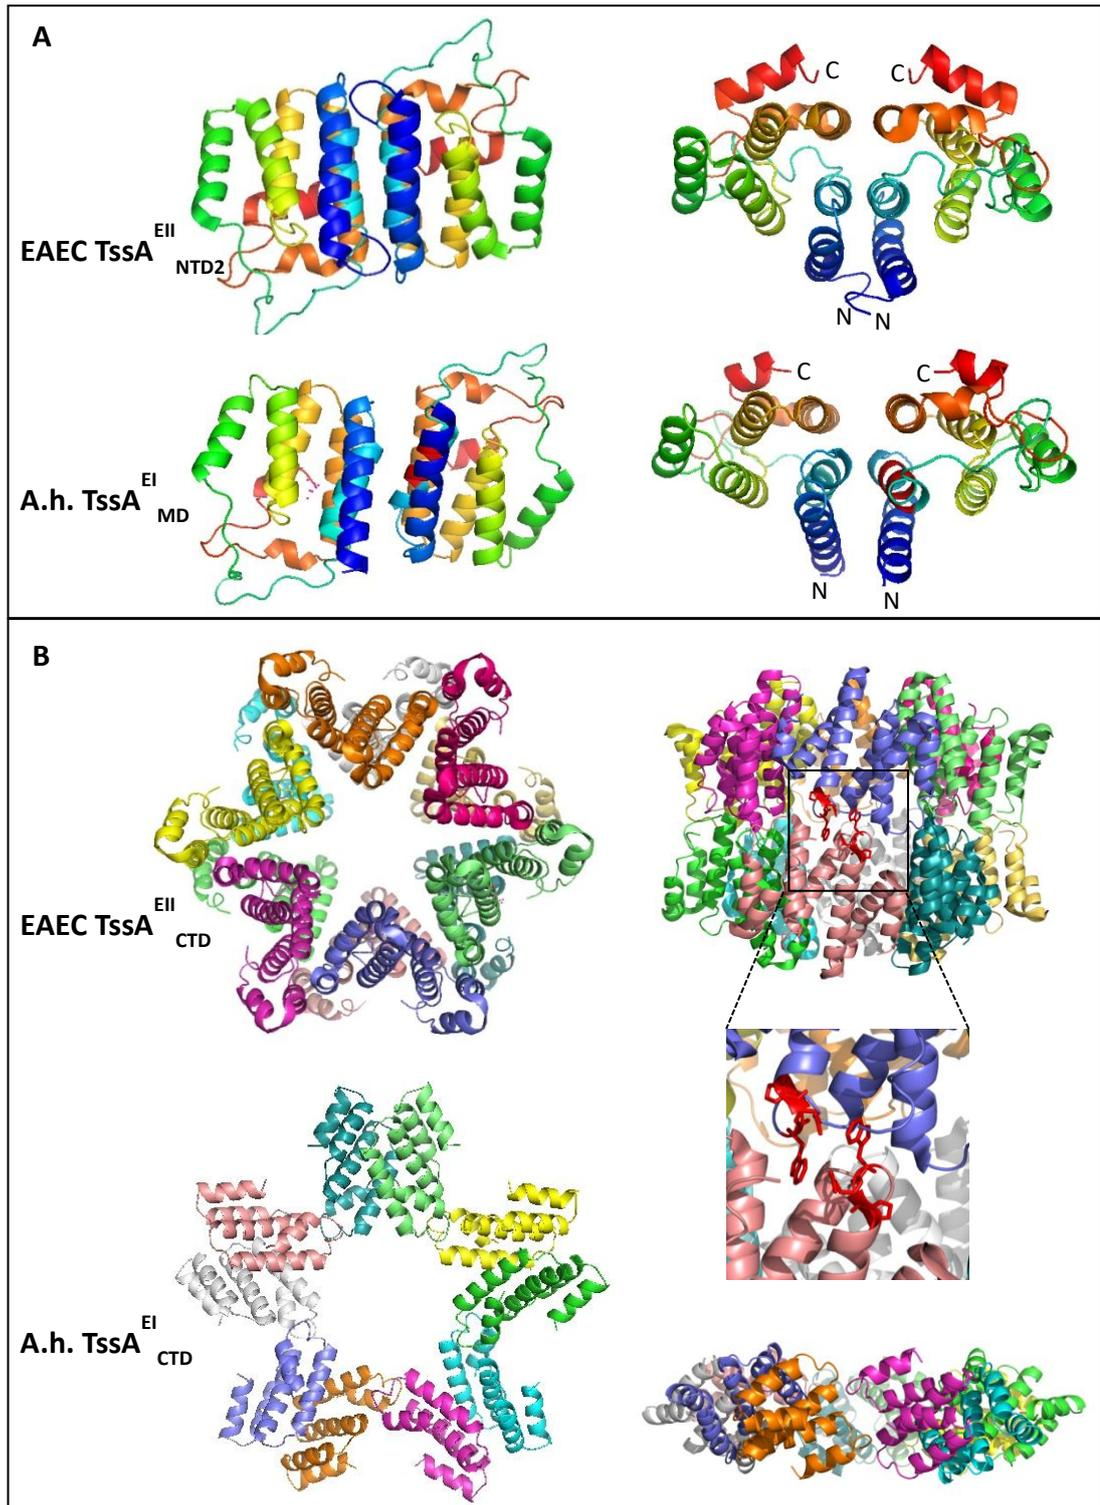 A
C C
EAEC TssA EII NTD2
N N
C C
A.h. TssA EI MD
N N
B
EAEC TssA EII CTD
A.h. TssA EI CTD